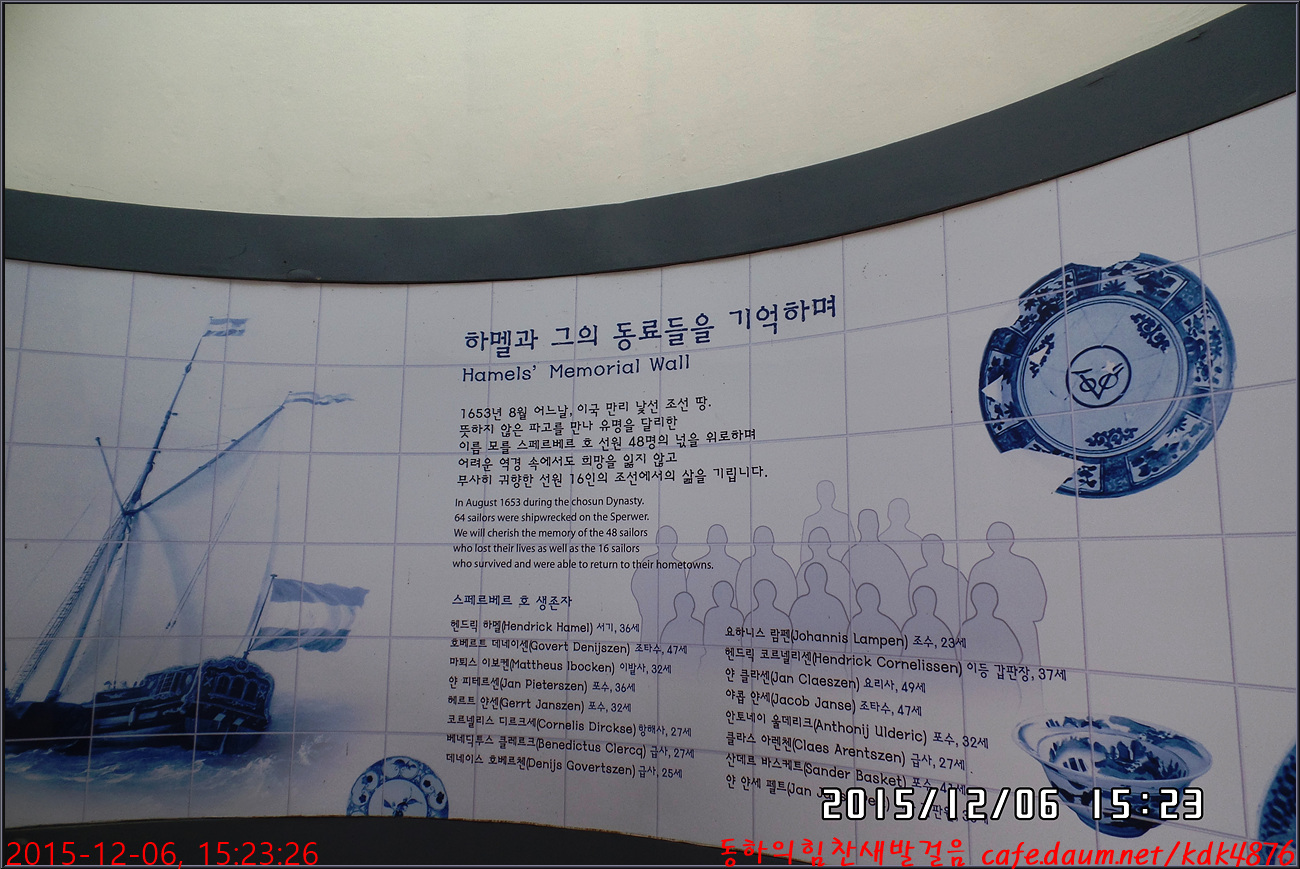 하멜과 그의 동료들을 기억하며
Hamels' Memorial Wall
1653년 8월 어느날, 이국 만리 낯선 조선 땅.
뜻하지 않은 파고를 만나 유명을 달리한
이름 모를 스페르베르 호 선원 48명의 넋을 위로하며
어려운 역경 속에서도 희망을 잃지 않고
무사히 귀향한 선원 16인의 조선에서의 삶을 기립니다.
In August 1653 during the chosun Dynasty.
64 sailors were shipwrecked on the Sperwer.
We will cherish the memory of the 48 sailors
who lost their lives as well as the 16 sailors
who survived and were able to return to their hometowns.
스페르베르 호 생존자
헨드릭 하멜(Hendrick Hamel) 서기, 36세
호베르트 데네이센(Govert Denijszen) 조타수, 47세
마퇴스 이보켄(Mattheus Ibocken) 이발사, 32세
얀 피테르센(Jan Pieterszen) 포수, 36세
헤르트 얀센(Gerrt Janszen) 포수, 32세
코르넬리스 디르크세(Cornelis Dirckse) 항해사, 27세
베네딕투스 클레르크(Benedictus Clercq) 급사, 27세
데네이스 호베르첸(Denijs Govertszen) 급사, 25세
요하니스 람펜(Johannis Lampen) 조수, 23세
헨드릭 코르넬리센(Hendrick Cornelissen) 이등 갑판장, 37세
얀 클라센(Jan Claeszen) 요리사, 49세
야콥 얀세(Jacob Janse) 조타수, 47세
안토네이 울데리크(Anthonij Ulderic) 포수, 32세
클라스 아렌첸(Claes Arentszen) 급사, 27세
산데르 바스케트(Sander Basket) 포수,
얀 얀세 펠트(Jan
VOC
2015/12/06 15:23
2015-12-06, 15:23:26
동하의힘찬새발걸음 cafe.daum.net/kdk4876